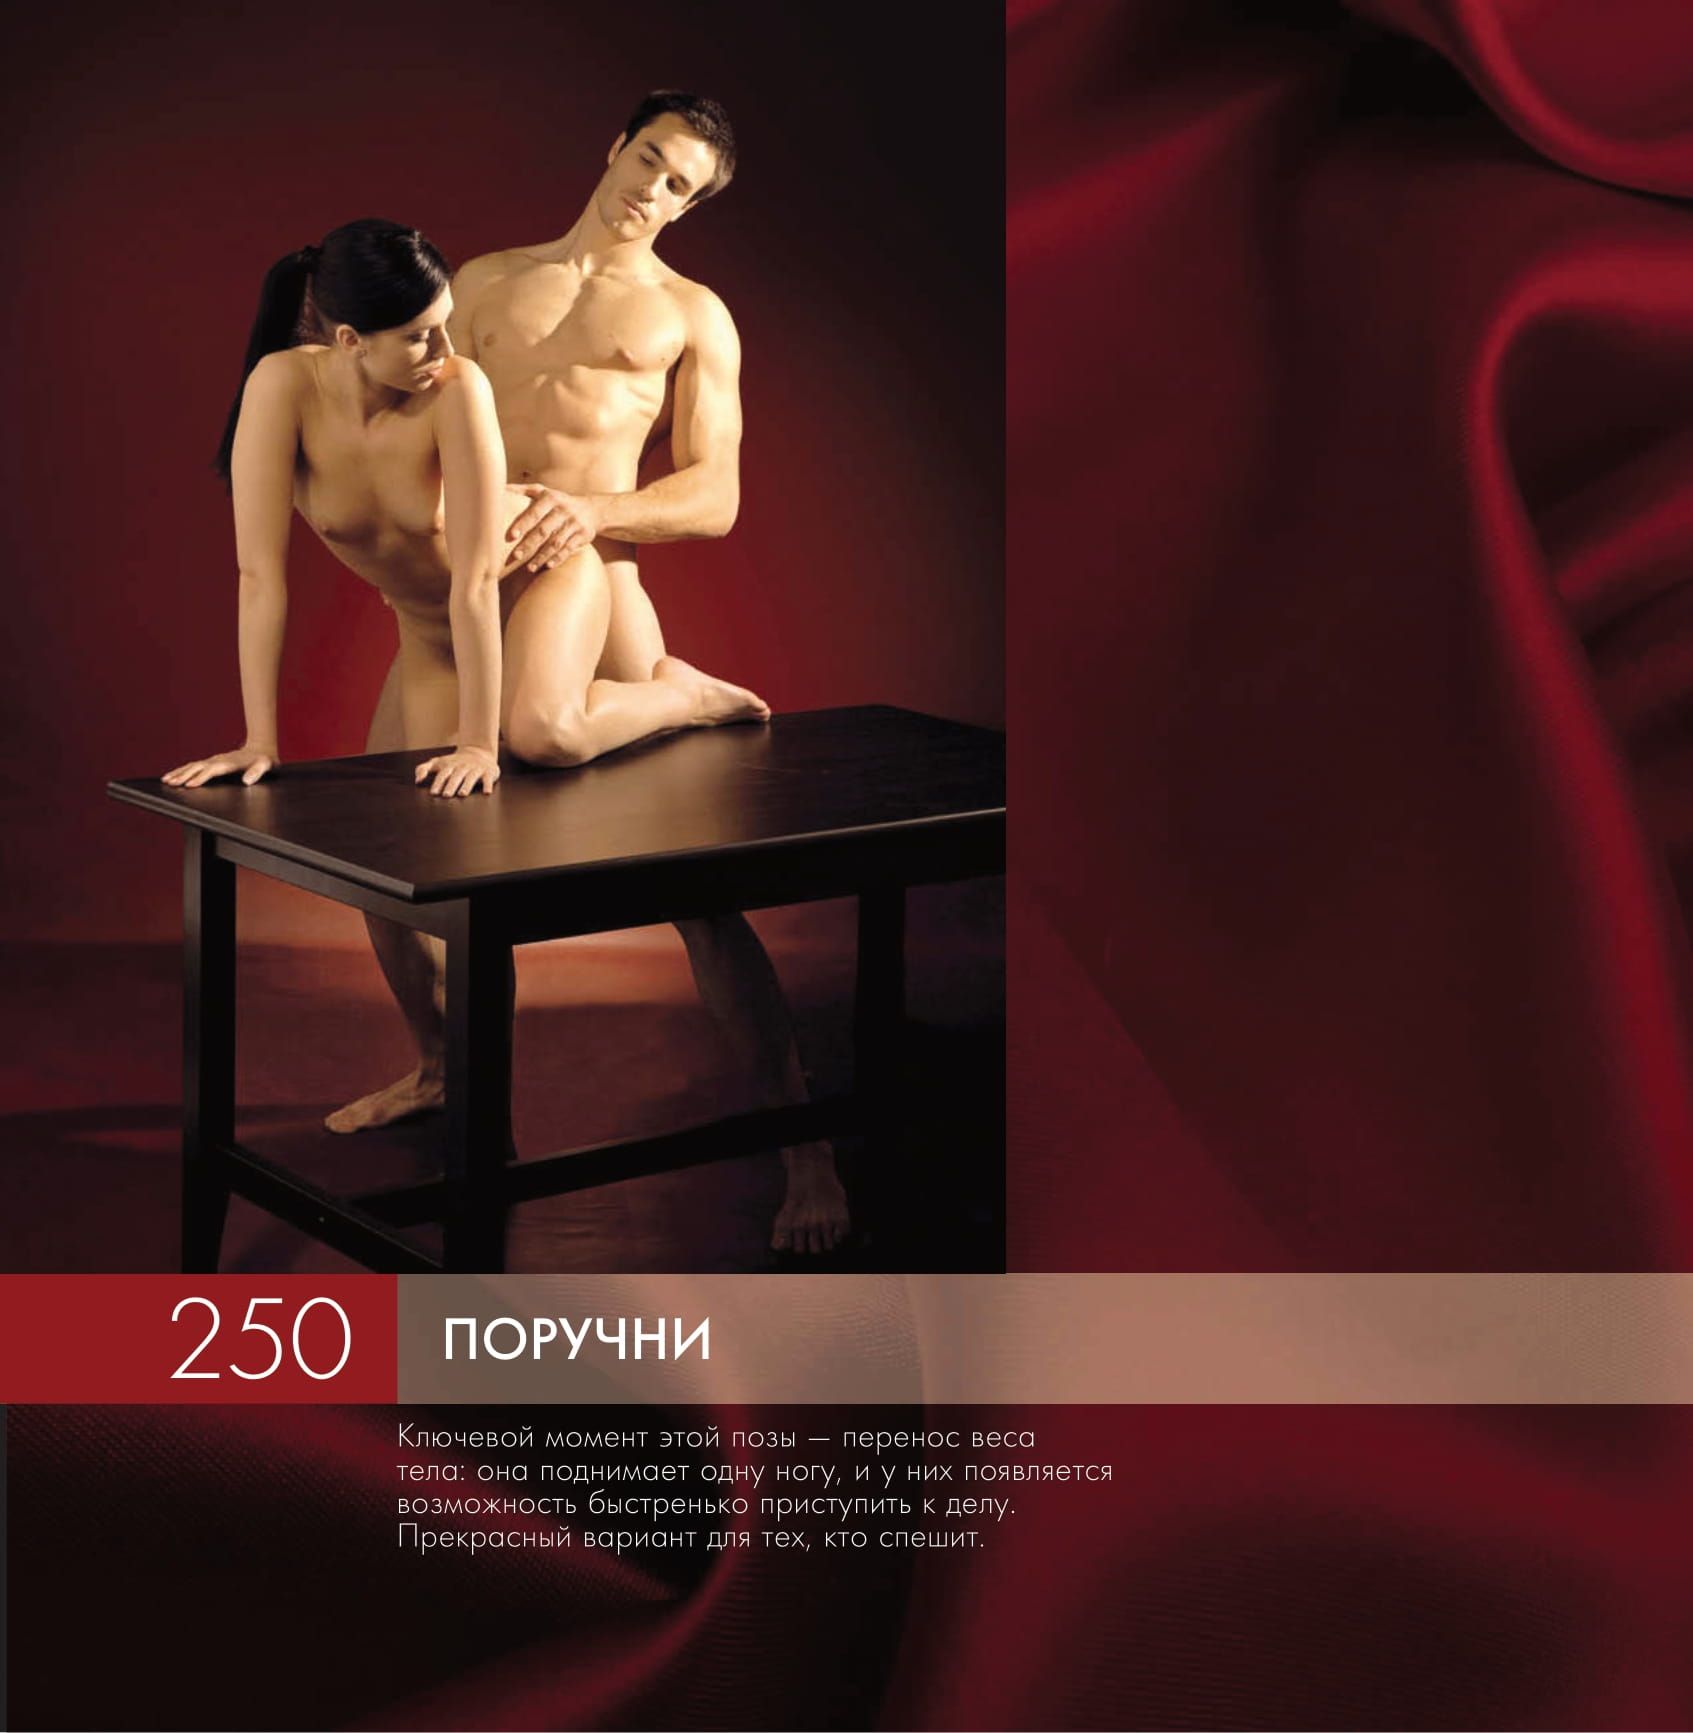 250
ПОРУЧНИ
Ключевой момент этой позы — перенос веса
тела: она поднимает одну ногу, и у них появляется
возможность быстренько приступить к делу.
Прекрасный вариант для тех, кто спешит.